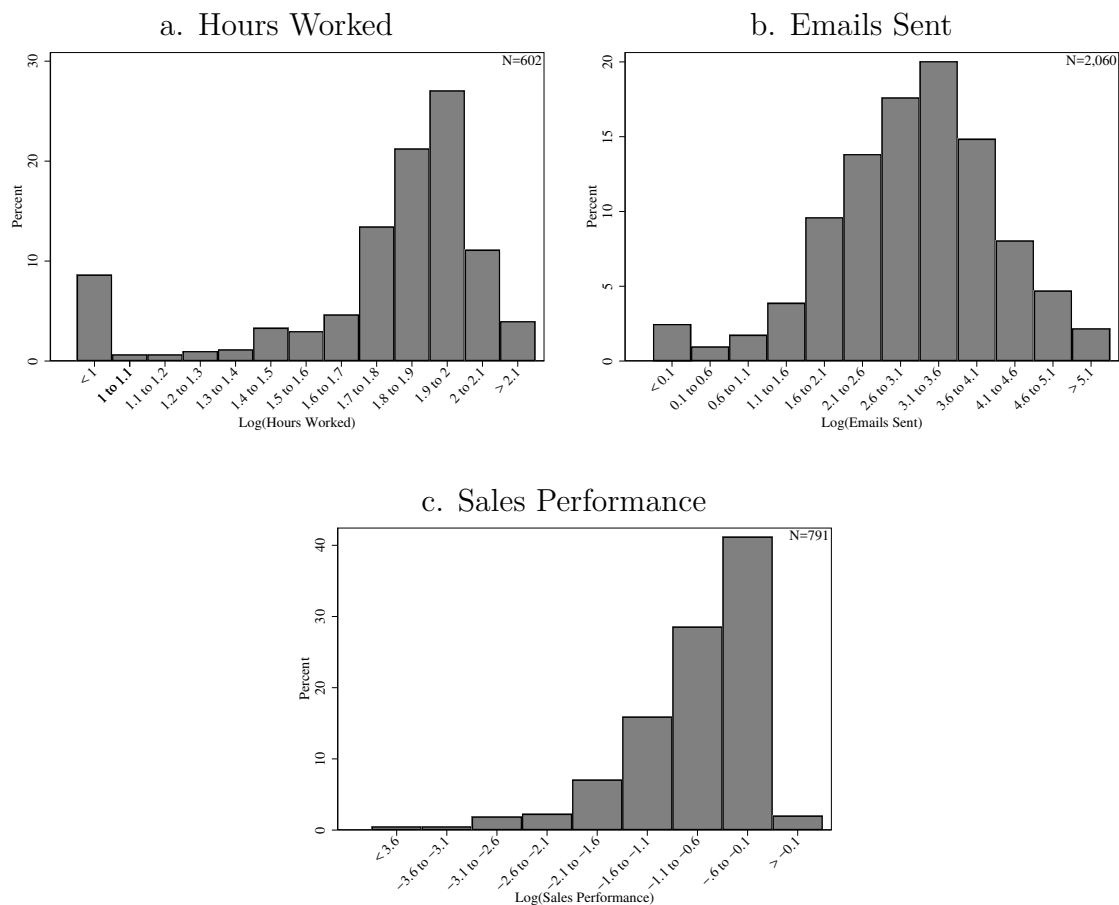 a. Hours Worked
N=602
Percent
30
20
10
0
< 1
1 to 1.1
1.1 to 1.2
1.2 to 1.3
1.3 to 1.4
1.4 to 1.5
1.5 to 1.6
1.6 to 1.7
1.7 to 1.8
1.8 to 1.9
1.9 to 2
2 to 2.1
> 2.1
Log(Hours Worked)
b. Emails Sent
N=2,060
Percent
20
15
10
5
0
< 0.1
0.1 to 0.6
0.6 to 1.1
1.1 to 1.6
1.6 to 2.1
2.1 to 2.6
2.6 to 3.1
3.1 to 3.6
3.6 to 4.1
4.1 to 4.6
4.6 to 5.1
> 5.1
Log(Emails Sent)
c. Sales Performance
N=791
Percent
40
30
20
10
0
< 3.6
−3.6 to −3.1
−3.1 to −2.6
−2.6 to −2.1
−2.1 to −1.6
−1.6 to −1.1
−1.1 to −0.6
−.6 to −0.1
> −0.1
Log(Sales Performance)